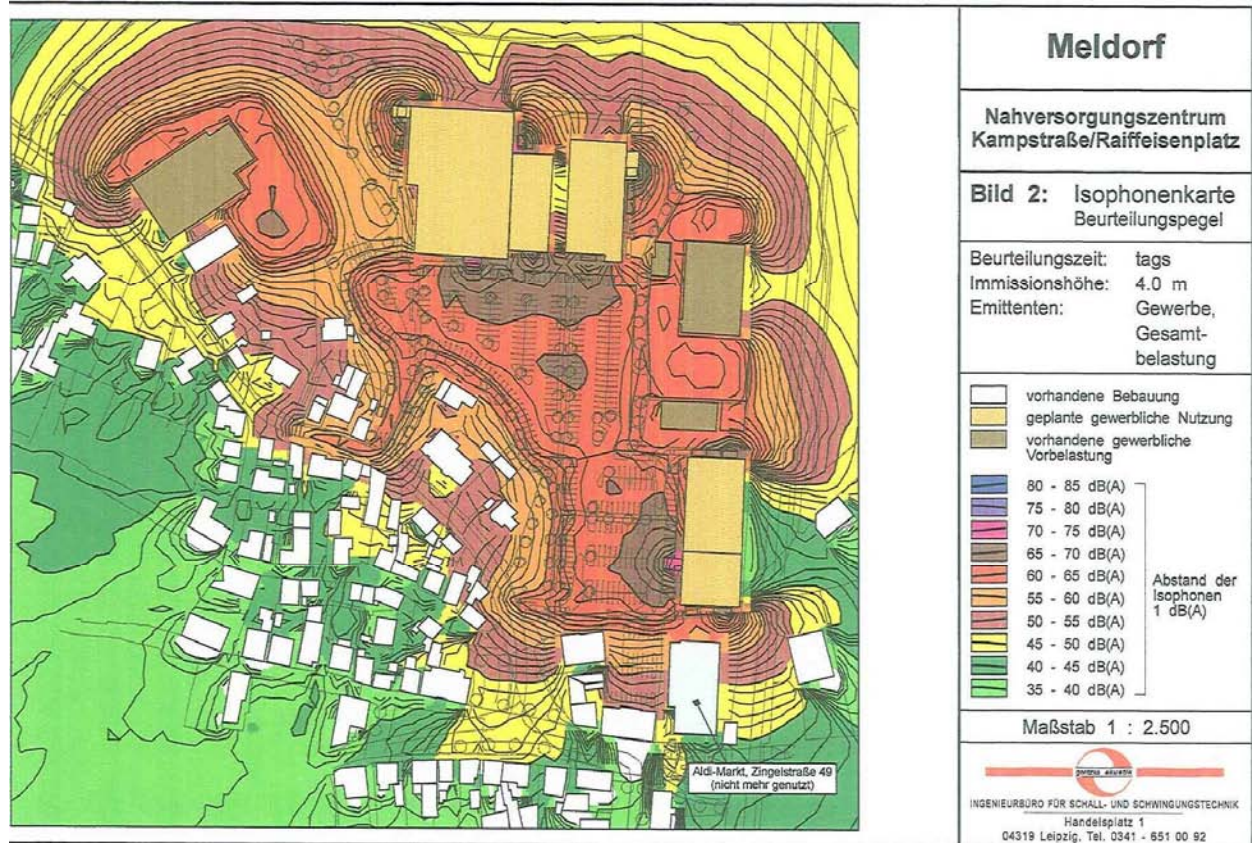 Meldorf
Nahversorgungszentrum
Kampstraße/Raiffeisenplatz
Bild 2: Isophonenkarte
Beurteilungspegel
Beurteilungszeit: tags
Immissionshöhe: 4.0 m
Emittenten: Gewerbe,
Gesamt-
belastung
vorhandene Bebauung
geplante gewerbliche Nutzung
vorhandene gewerbliche
Vorbelastung
80 - 85 dB(A)
75 - 80 dB(A)
70 - 75 dB(A)
65 - 70 dB(A)
60 - 65 dB(A)
55 - 60 dB(A)
50 - 55 dB(A)
45 - 50 dB(A)
40 - 45 dB(A)
35 - 40 dB(A)
Abstand der
Isophonen
1 dB(A)
Maßstab 1 : 2.500
INGENIEURBÜRO FÜR SCHALL- UND SCHWINGUNGSTECHNIK
Handelsplatz 1
04319 Leipzig, Tel. 0341 - 651 00 92
Aldi-Markt, Zingelstraße 49
(nicht mehr genutzt)